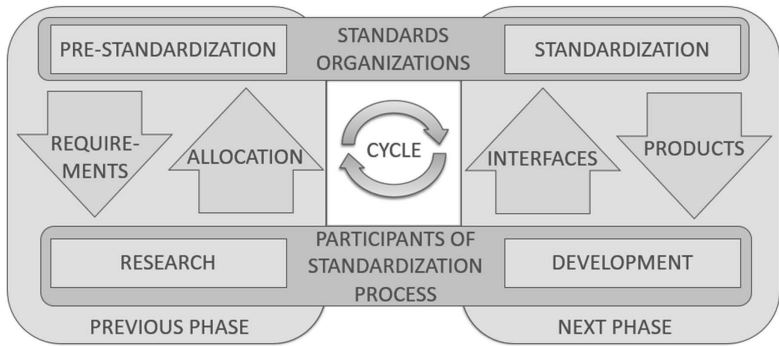 PRE-STANDARDIZATION
STANDARDS
ORGANIZATIONS
STANDARDIZATION
REQUIRE-
MENTS
ALLOCATION
CYCLE
INTERFACES
PRODUCTS
RESEARCH
PARTICIPANTS OF
STANDARDIZATION
PROCESS
DEVELOPMENT
PREVIOUS PHASE
NEXT PHASE